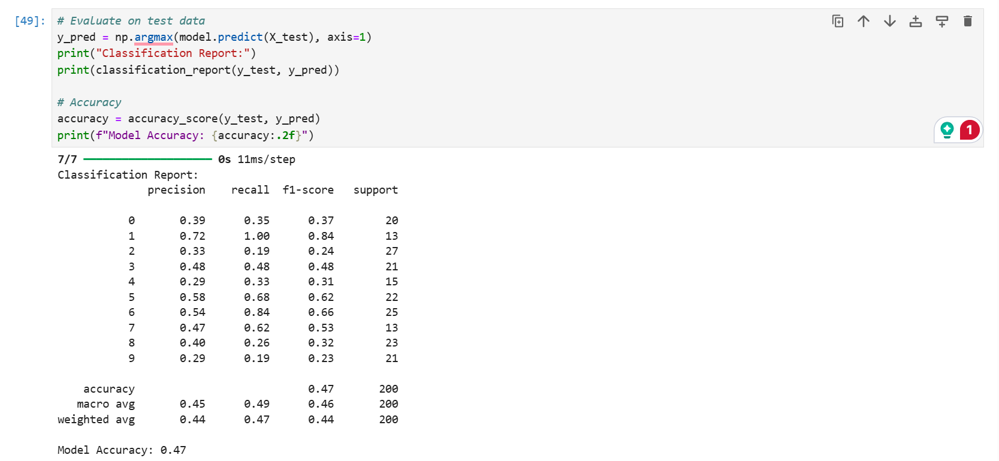 [49]: # Evaluate on test data
y_pred = np.argmax(model.predict(X_test), axis=1)
print("Classification Report:")
print(classification_report(y_test, y_pred))
# Accuracy
accuracy = accuracy_score(y_test, y_pred)
print(f"Model Accuracy: {accuracy:.2f}")
1
7/7 ━━━━━━━━━━━━━━━━━━━━ 0s 11ms/step
Classification Report:
precision recall f1-score support
0 0.39 0.35 0.37 20
1 0.72 1.00 0.84 13
2 0.33 0.19 0.24 27
3 0.48 0.48 0.48 21
4 0.29 0.33 0.31 15
5 0.58 0.68 0.62 22
6 0.54 0.84 0.66 25
7 0.47 0.62 0.53 13
8 0.40 0.26 0.32 23
9 0.29 0.19 0.23 21
accuracy 0.47 200
macro avg 0.45 0.49 0.46 200
weighted avg 0.44 0.47 0.44 200
Model Accuracy: 0.47